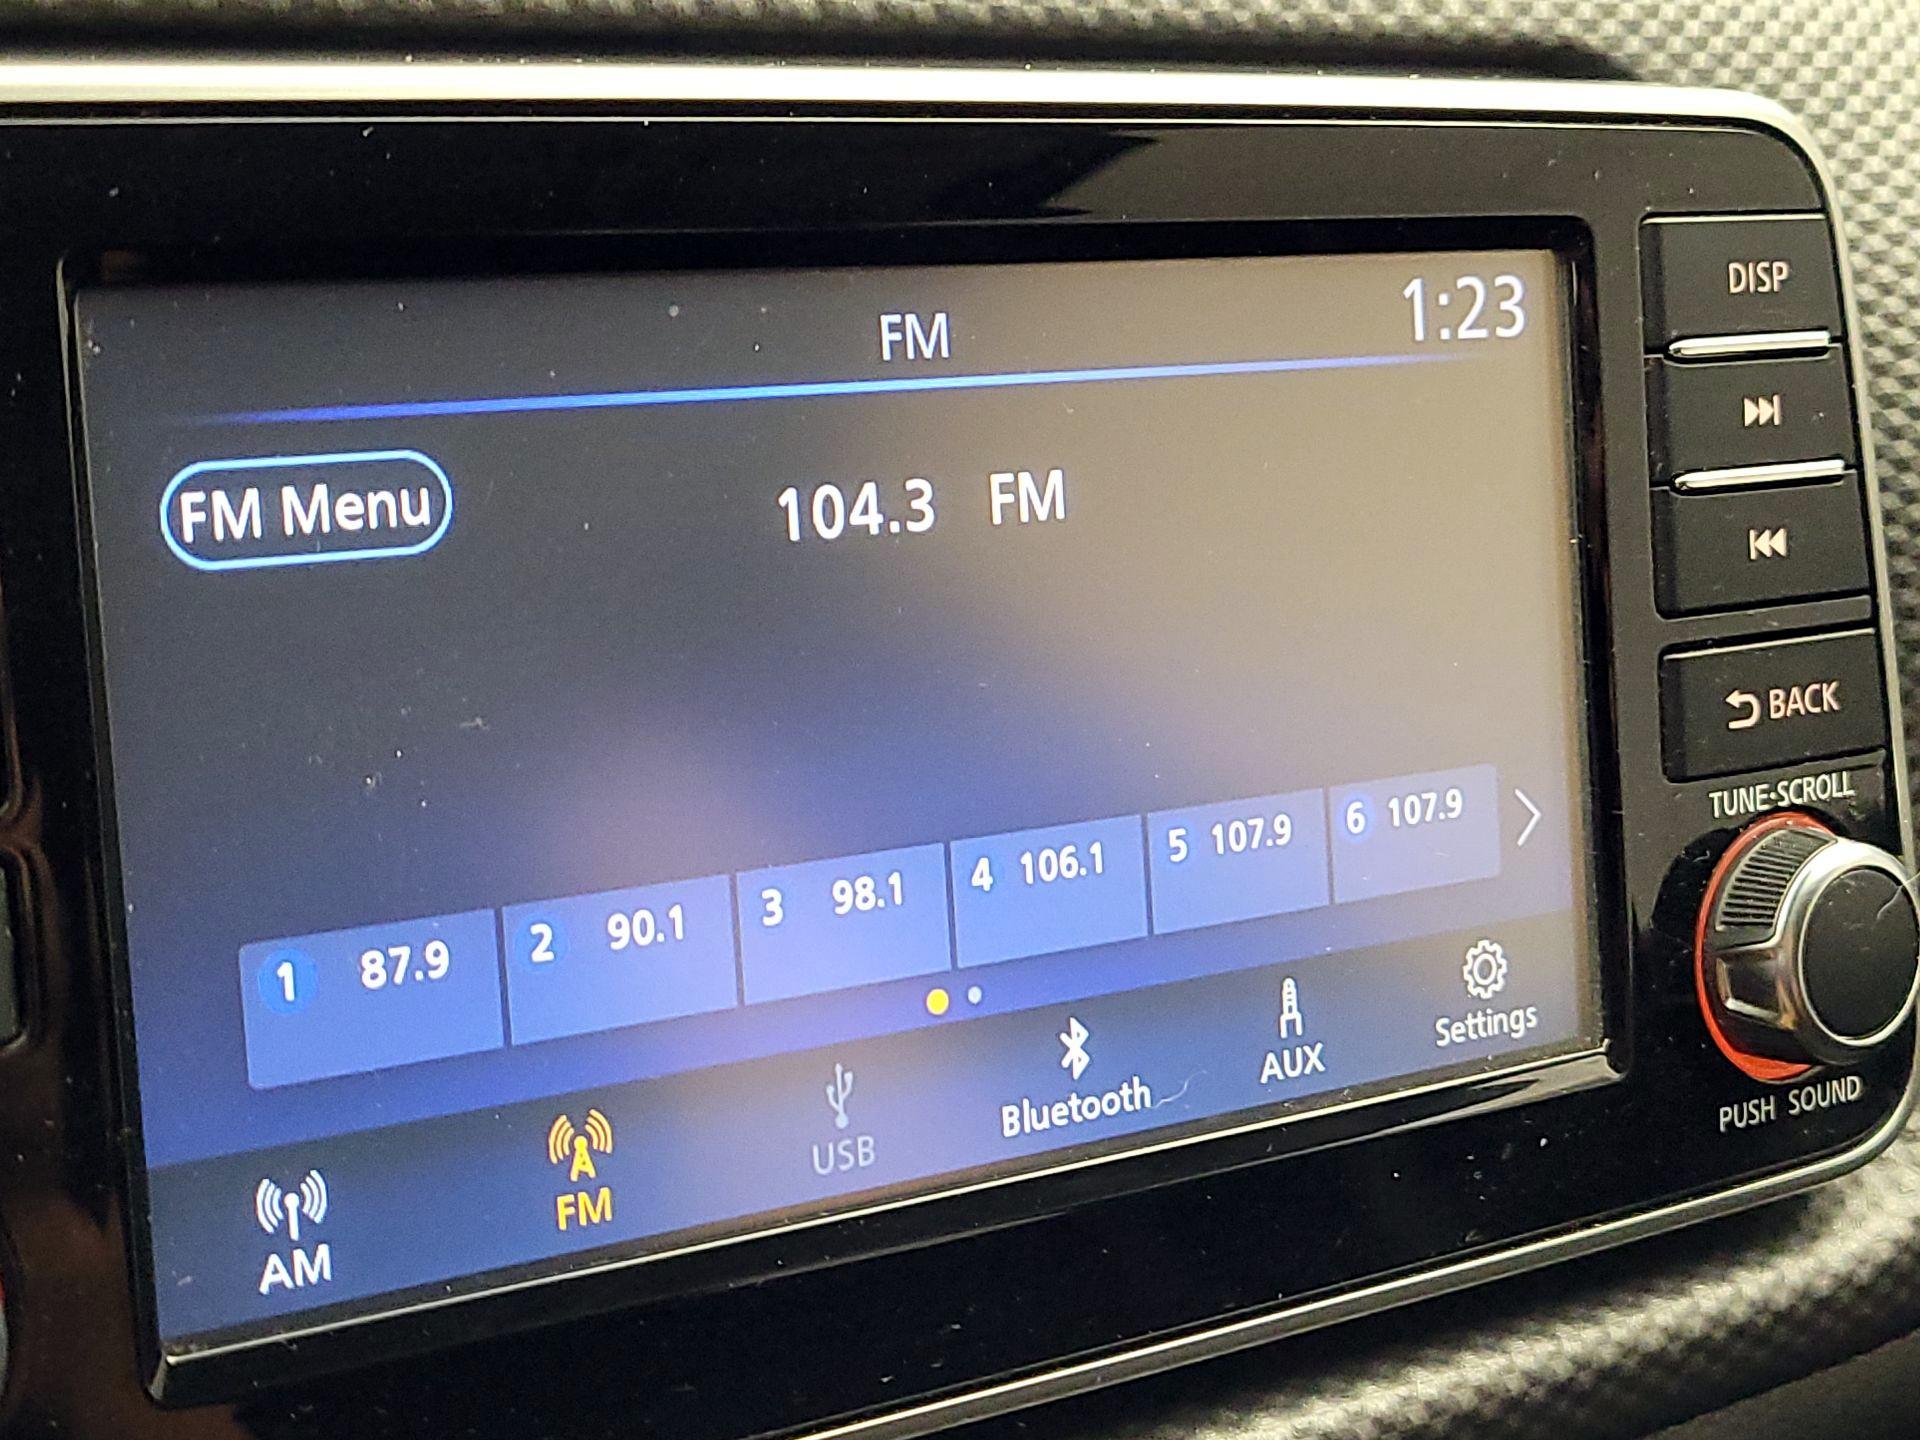 FM 1:23
FM Menu
104.3 FM
1 87.9 2 90.1 3 98.1 4 106.1 5 107.9 6 107.9
AM FM USB Bluetooth AUX Settings
DISP
BACK
TUNE·SCROLL
PUSH SOUND